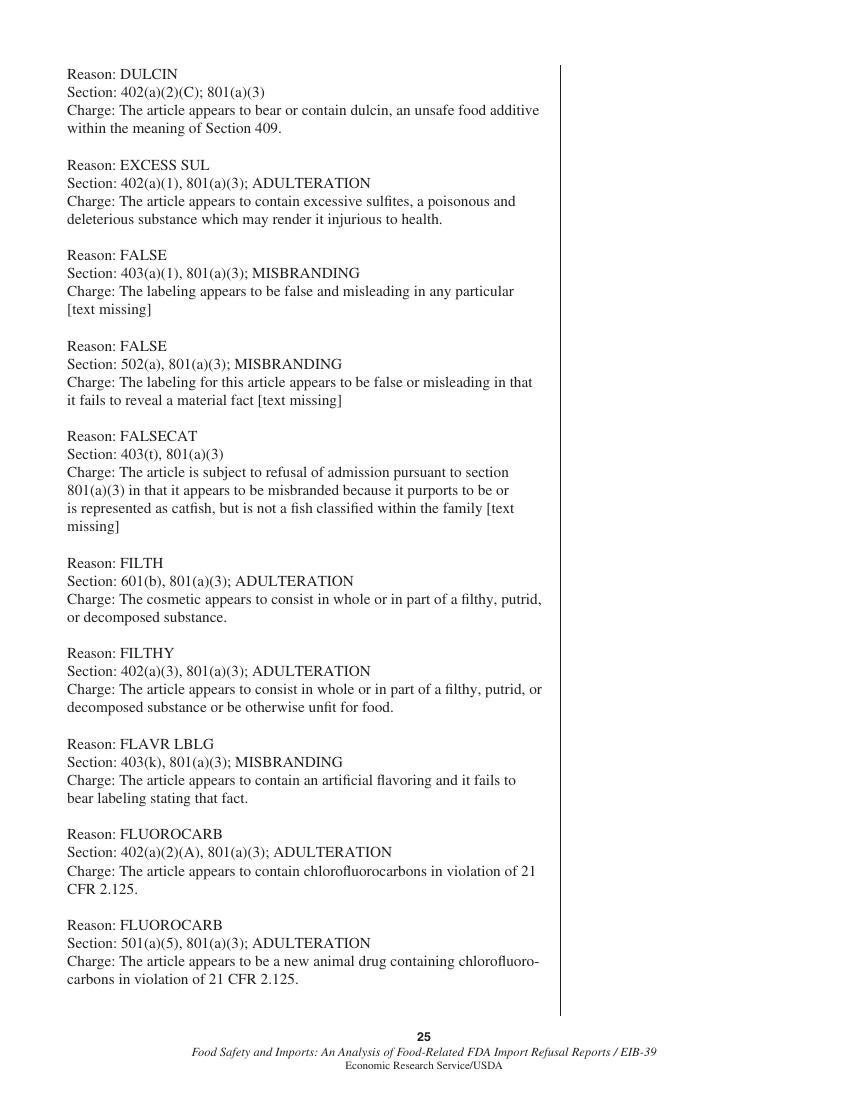 Reason: DULCIN
Section: 402(a)(2)(C); 801(a)(3)
Charge: The article appears to bear or contain dulcin, an unsafe food additive
within the meaning of Section 409.
Reason: EXCESS SUL
Section: 402(a)(1), 801(a)(3); ADULTERATION
Charge: The article appears to contain excessive sulfites, a poisonous and
deleterious substance which may render it injurious to health.
Reason: FALSE
Section: 403(a)(1), 801(a)(3); MISBRANDING
Charge: The labeling appears to be false and misleading in any particular
[text missing]
Reason: FALSE
Section: 502(a), 801(a)(3); MISBRANDING
Charge: The labeling for this article appears to be false or misleading in that
it fails to reveal a material fact [text missing]
Reason: FALSECAT
Section: 403(t), 801(a)(3)
Charge: The article is subject to refusal of admission pursuant to section
801(a)(3) in that it appears to be misbranded because it purports to be or
is represented as catfish, but is not a fish classified within the family [text
missing]
Reason: FILTH
Section: 601(b), 801(a)(3); ADULTERATION
Charge: The cosmetic appears to consist in whole or in part of a filthy, putrid,
or decomposed substance.
Reason: FILTHY
Section: 402(a)(3), 801(a)(3); ADULTERATION
Charge: The article appears to consist in whole or in part of a filthy, putrid, or
decomposed substance or be otherwise unfit for food.
Reason: FLAVR LBLG
Section: 403(k), 801(a)(3); MISBRANDING
Charge: The article appears to contain an artificial flavoring and it fails to
bear labeling stating that fact.
Reason: FLUOROCARB
Section: 402(a)(2)(A), 801(a)(3); ADULTERATION
Charge: The article appears to contain chlorofluorocarbons in violation of 21
CFR 2.125.
Reason: FLUOROCARB
Section: 501(a)(5), 801(a)(3); ADULTERATION
Charge: The article appears to be a new animal drug containing chlorofluoro-
carbons in violation of 21 CFR 2.125.
25
Food Safety and Imports: An Analysis of Food-Related FDA Import Refusal Reports / EIB-39
Economic Research Service/USDA